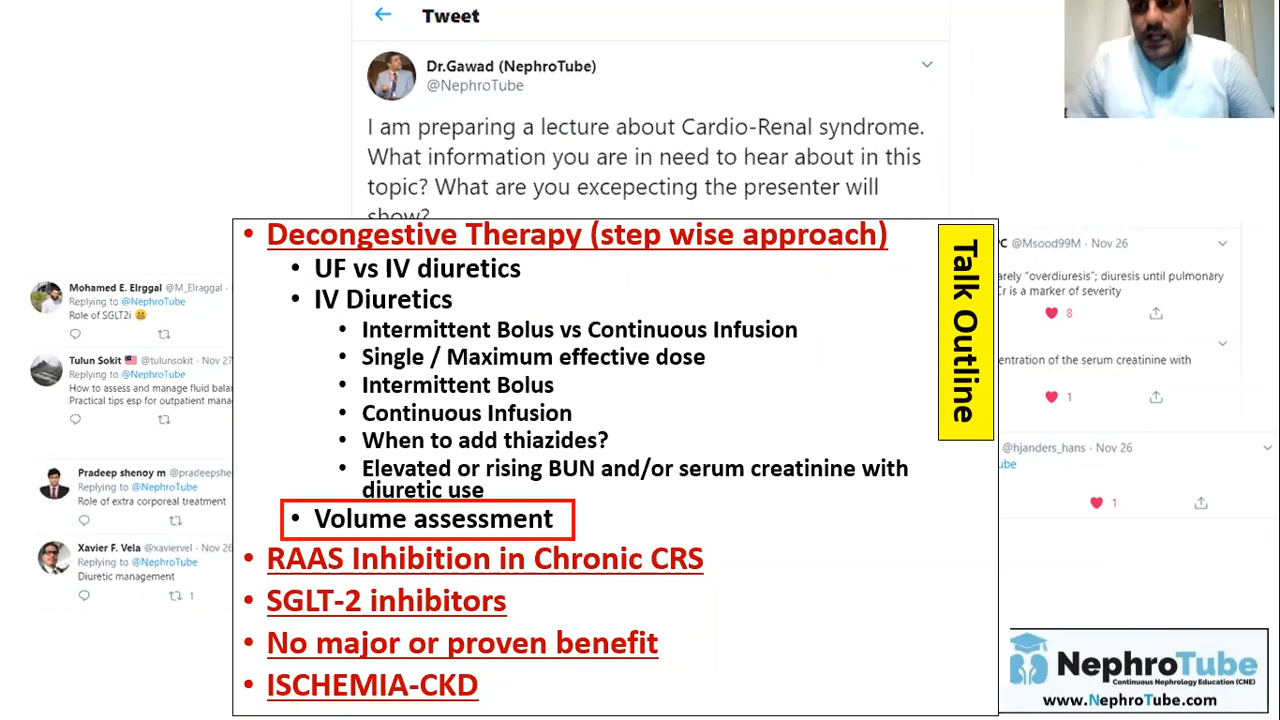 Tweet
Dr.Gawad (NephroTube)
@NephroTube
I am preparing a lecture about Cardio-Renal syndrome.
What information you are in need to hear about in this
topic? What are you excepecting the presenter will
show?
• Decongestive Therapy (step wise approach)
• UF vs IV diuretics
• IV Diuretics
• Intermittent Bolus vs Continuous Infusion
• Single / Maximum effective dose
• Intermittent Bolus
• Continuous Infusion
• When to add thiazides?
• Elevated or rising BUN and/or serum creatinine with
diuretic use
• Volume assessment
• RAAS Inhibition in Chronic CRS
• SGLT-2 inhibitors
• No major or proven benefit
• ISCHEMIA-CKD
Talk Outline
Mohamed E. Elrggal @M_Elraggal
Replying to @NephroTube
Role of SGLT2i
Tulun Sokit @tulunsokit · Nov 27
Replying to @NephroTube
How to assess and manage fluid
Practical tips esp for outpatient
Pradeep shenoy m
Replying to @NephroTube
Role of extra corporeal treatment
Xavier F. Vela @xaviervel · Nov 26
Replying to @NephroTube
Diuretic management
1
@Msood99M · Nov 26
"overdiuresis"; diuresis until pulmonary
is a marker of severity
8
of the serum creatinine with
1
@hjanders_hans · Nov 26
1
NephroTube
Continuous Nephrology Education (CNE)
www.NephroTube.com